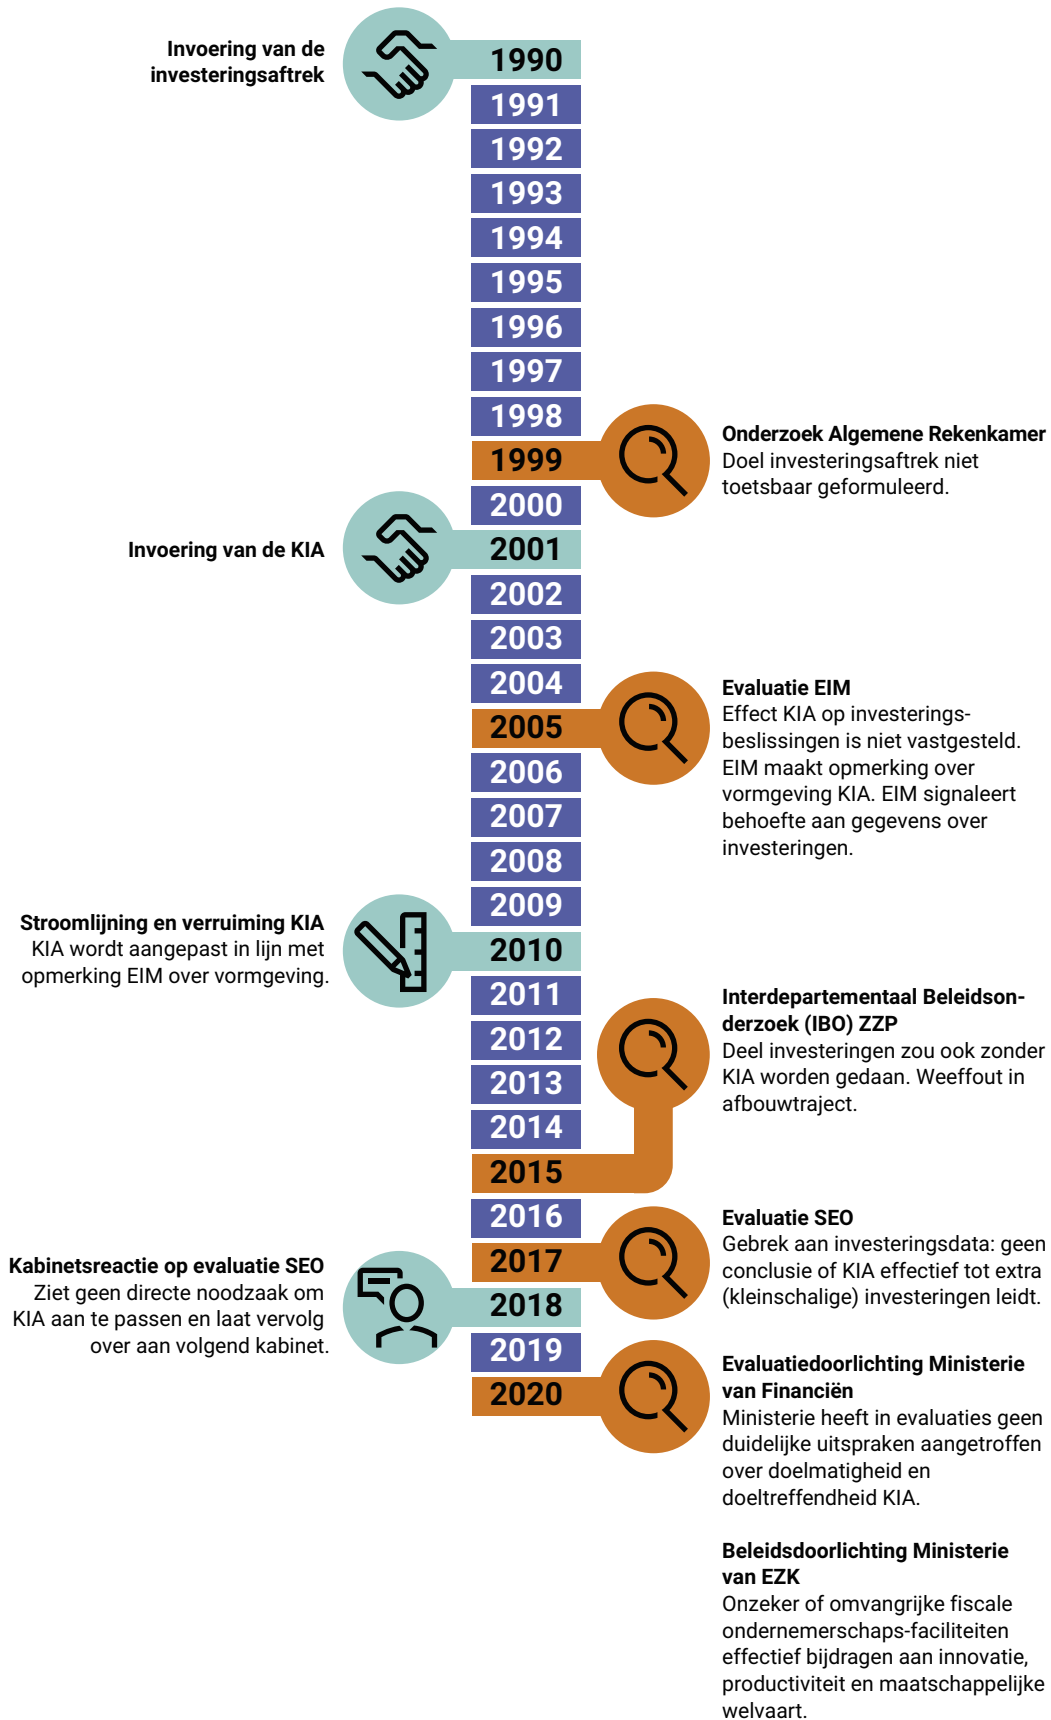 Invoering van de
investeringsaftrek
1990
1991
1992
1993
1994
1995
1996
1997
1998
1999
Onderzoek Algemene Rekenkamer
Doel investeringsaftrek niet
toetsbaar geformuleerd.
2000
Invoering van de KIA
2001
2002
2003
2004
2005
Evaluatie EIM
Effect KIA op investerings-
beslissingen is niet vastgesteld.
EIM maakt opmerking over
vormgeving KIA. EIM signaleert
behoefte aan gegevens over
investeringen.
2006
2007
2008
2009
Stroomlijning en verruiming KIA
KIA wordt aangepast in lijn met
opmerking EIM over vormgeving.
2010
2011
2012
2013
2014
2015
Interdepartementaal Beleidson-
derzoek (IBO) ZZP
Deel investeringen zou ook zonder
KIA worden gedaan. Weeffout in
afbouwtraject.
2016
2017
Evaluatie SEO
Gebrek aan investeringsdata: geen
conclusie of KIA effectief tot extra
(kleinschalige) investeringen leidt.
Kabinetsreactie op evaluatie SEO
Ziet geen directe noodzaak om
KIA aan te passen en laat vervolg
over aan volgend kabinet.
2018
2019
2020
Evaluatiedoorlichting Ministerie
van Financiën
Ministerie heeft in evaluaties geen
duidelijke uitspraken aangetroffen
over doelmatigheid en
doeltreffendheid KIA.
Beleidsdoorlichting Ministerie
van EZK
Onzeker of omvangrijke fiscale
ondernemerschaps-faciliteiten
effectief bijdragen aan innovatie,
productiviteit en maatschappelijke
welvaart.